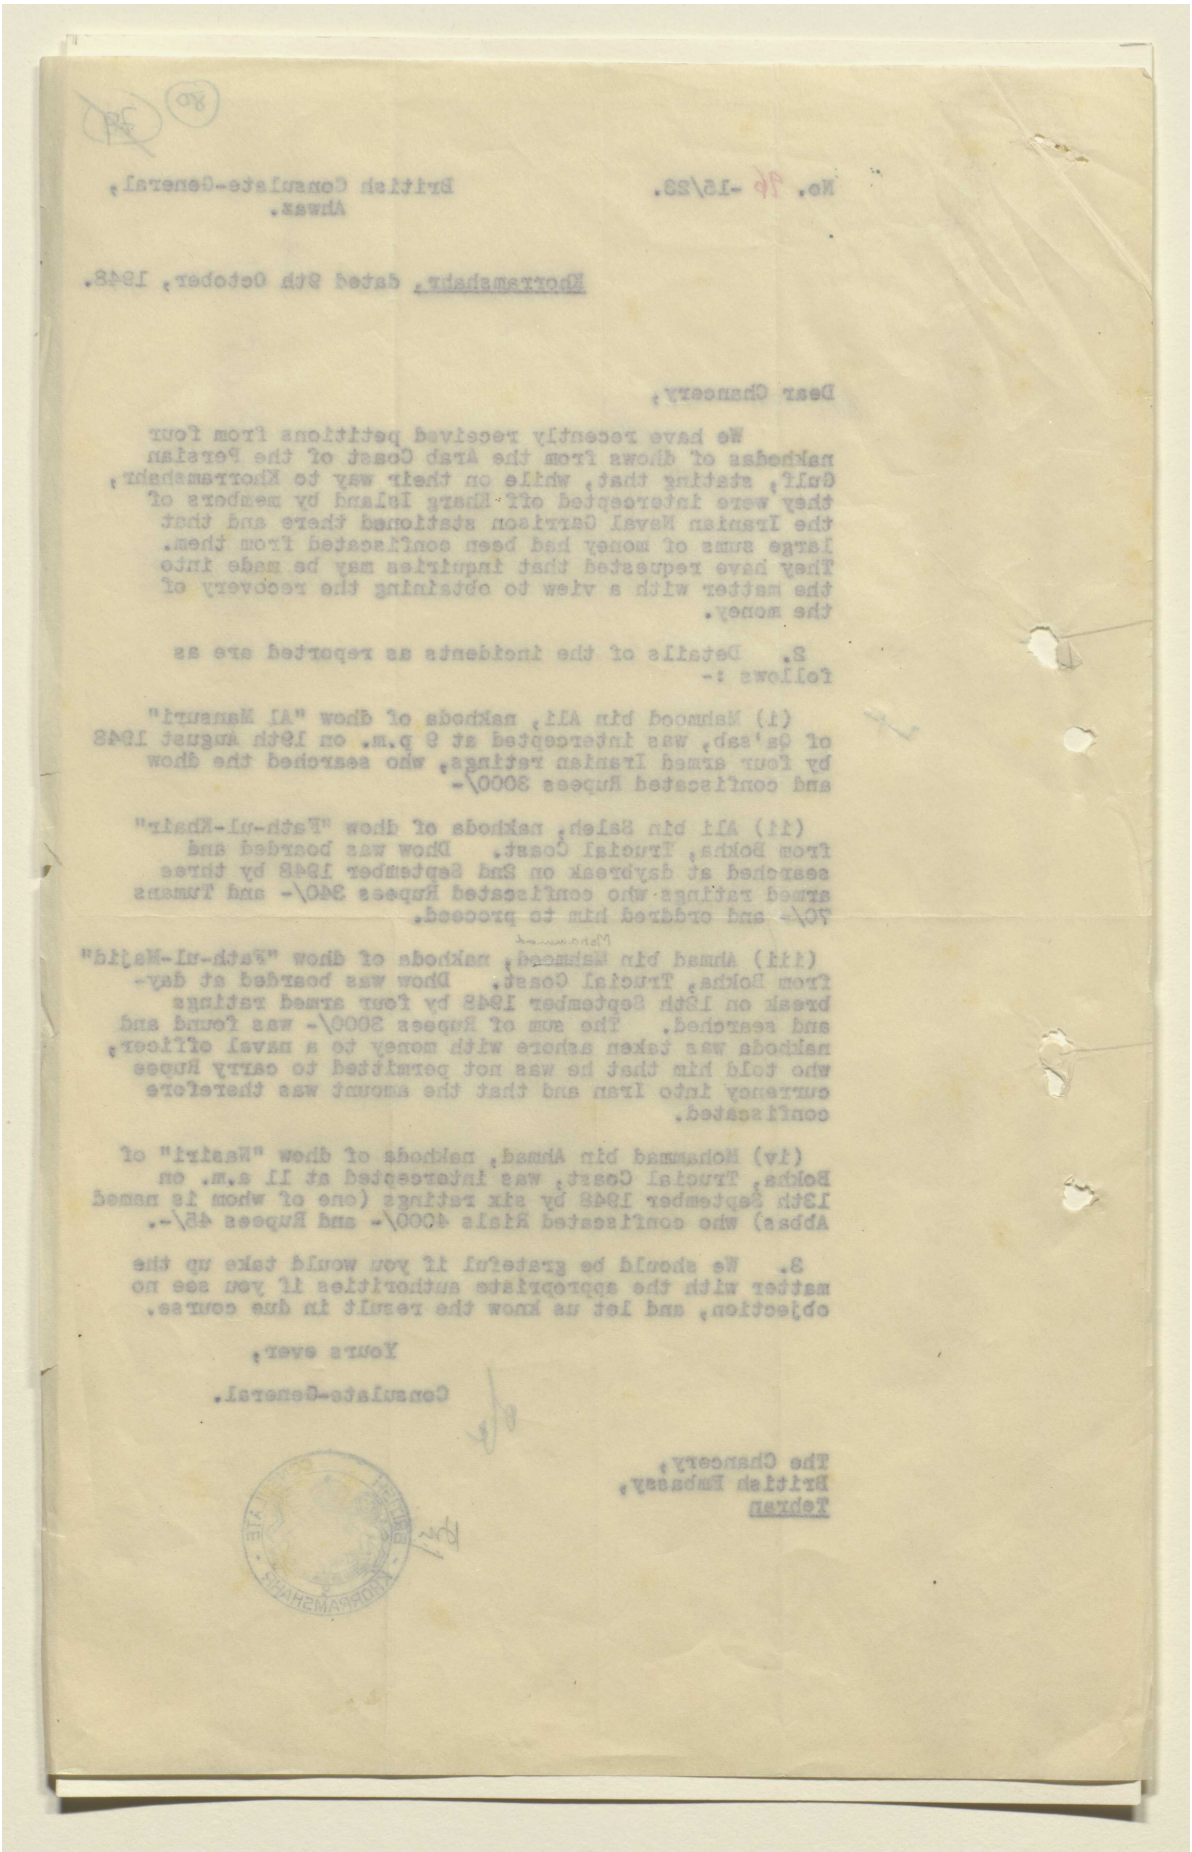 80
No. 96 -15/23.
British Consulate-General,
Ahwaz.
Khorramshahr, dated 9th October, 1948.
Dear Chancery,
We have recently received petitions from four
nakhodas of dhows from the Arab Coast of the Persian
Gulf, stating that, while on their way to Khorramshahr,
they were intercepted off Kharg Island by members of
the Iranian Naval Garrison stationed there and that
large sums of money had been confiscated from them.
They have requested that inquiries may be made into
the matter with a view to obtaining the recovery of
the money.
2. Details of the incidents as reported are as
follows :-
(i) Mahmood bin Ali, nakhoda of dhow "Al Mansuri"
of Qa'sab, was intercepted at 9 p.m. on 19th August 1948
by four armed Iranian ratings, who searched the dhow
and confiscated Rupees 3000/-
(ii) Ali bin Saleh, nakhoda of dhow "Fath-ul-Khair"
from Bokha, Trucial Coast. Dhow was boarded and
searched at daybreak on 2nd September 1948 by three
armed ratings who confiscated Rupees 340/- and Tumans
70/- and orddred him to proceed.
Mohammad
(iii) Ahmad bin Mahmood, nakhoda of dhow "Fath-ul-Majid"
from Bokha, Trucial Coast. Dhow was boarded at day-
break on 12th September 1948 by four armed ratings
and searched. The sum of Rupees 3000/- was found and
nakhoda was taken ashore with money to a naval officer,
who told him that he was not permitted to carry Rupee
currency into Iran and that the amount was therefore
confiscated.
(iv) Mohammad bin Ahmad, nakhoda of dhow "Nasiri" of
Bokha, Trucial Coast, was intercepted at 11 a.m. on
13th September 1948 by six ratings (one of whom is named
Abbas) who confiscated Rials 4000/- and Rupees 45/-.
3. We should be grateful if you would take up the
matter with the appropriate authorities if you see no
objection, and let us know the result in due course.
Yours ever,
Consulate-General.
The Chancery,
British Embassy,
Tehran
BRITISH CONSULATE
KHORRAMSHAHR